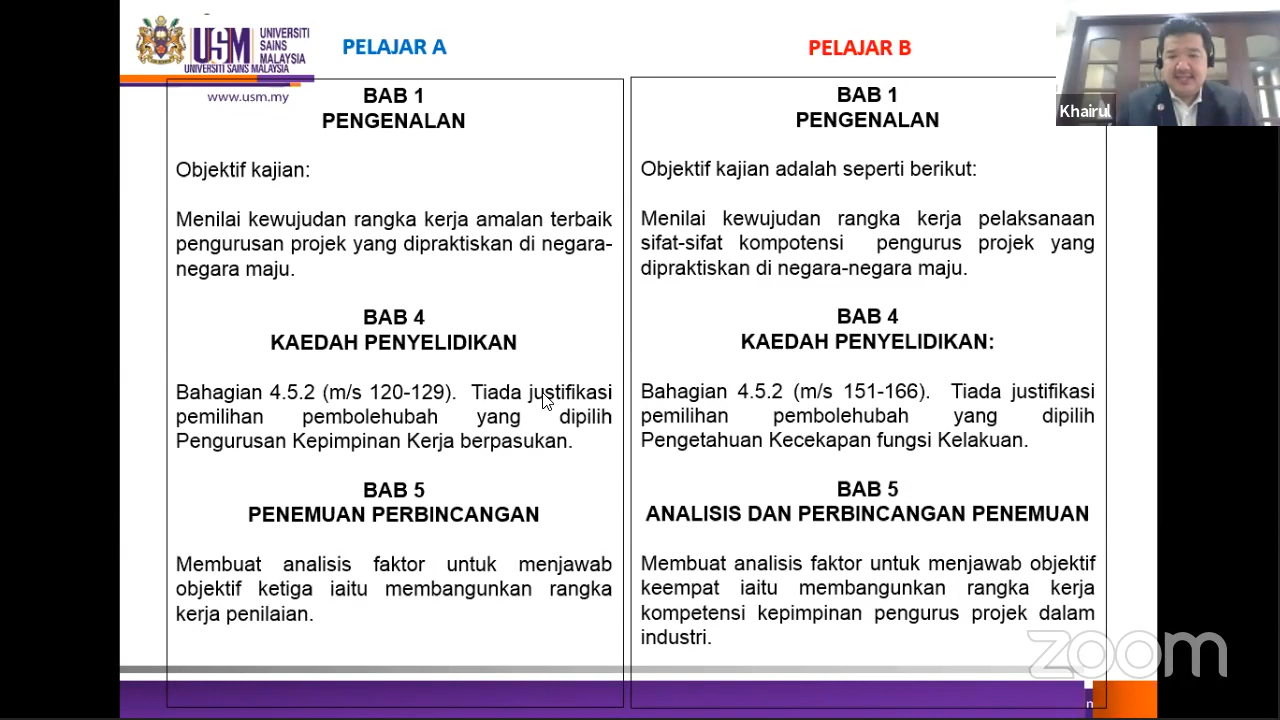 USM
UNIVERSITI
SAINS
MALAYSIA
UNIVERSITI SAINS MALAYSIA
www.usm.my
PELAJAR A
BAB 1
PENGENALAN
Objektif kajian:
Menilai kewujudan rangka kerja amalan terbaik
pengurusan projek yang dipraktiskan di negara-
negara maju.
BAB 4
KAEDAH PENYELIDIKAN
Bahagian 4.5.2 (m/s 120-129). Tiada justifikasi
pemilihan pembolehubah yang dipilih
Pengurusan Kepimpinan Kerja berpasukan.
BAB 5
PENEMUAN PERBINCANGAN
Membuat analisis faktor untuk menjawab
objektif ketiga iaitu membangunkan rangka
kerja penilaian.
PELAJAR B
BAB 1
PENGENALAN
Objektif kajian adalah seperti berikut:
Menilai kewujudan rangka kerja pelaksanaan
sifat-sifat kompotensi pengurus projek yang
dipraktiskan di negara-negara maju.
BAB 4
KAEDAH PENYELIDIKAN:
Bahagian 4.5.2 (m/s 151-166). Tiada justifikasi
pemilihan pembolehubah yang dipilih
Pengetahuan Kecekapan fungsi Kelakuan.
BAB 5
ANALISIS DAN PERBINCANGAN PENEMUAN
Membuat analisis faktor untuk menjawab objektif
keempat iaitu membangunkan rangka kerja
kompetensi kepimpinan pengurus projek dalam
industri.
Khairul
zoom